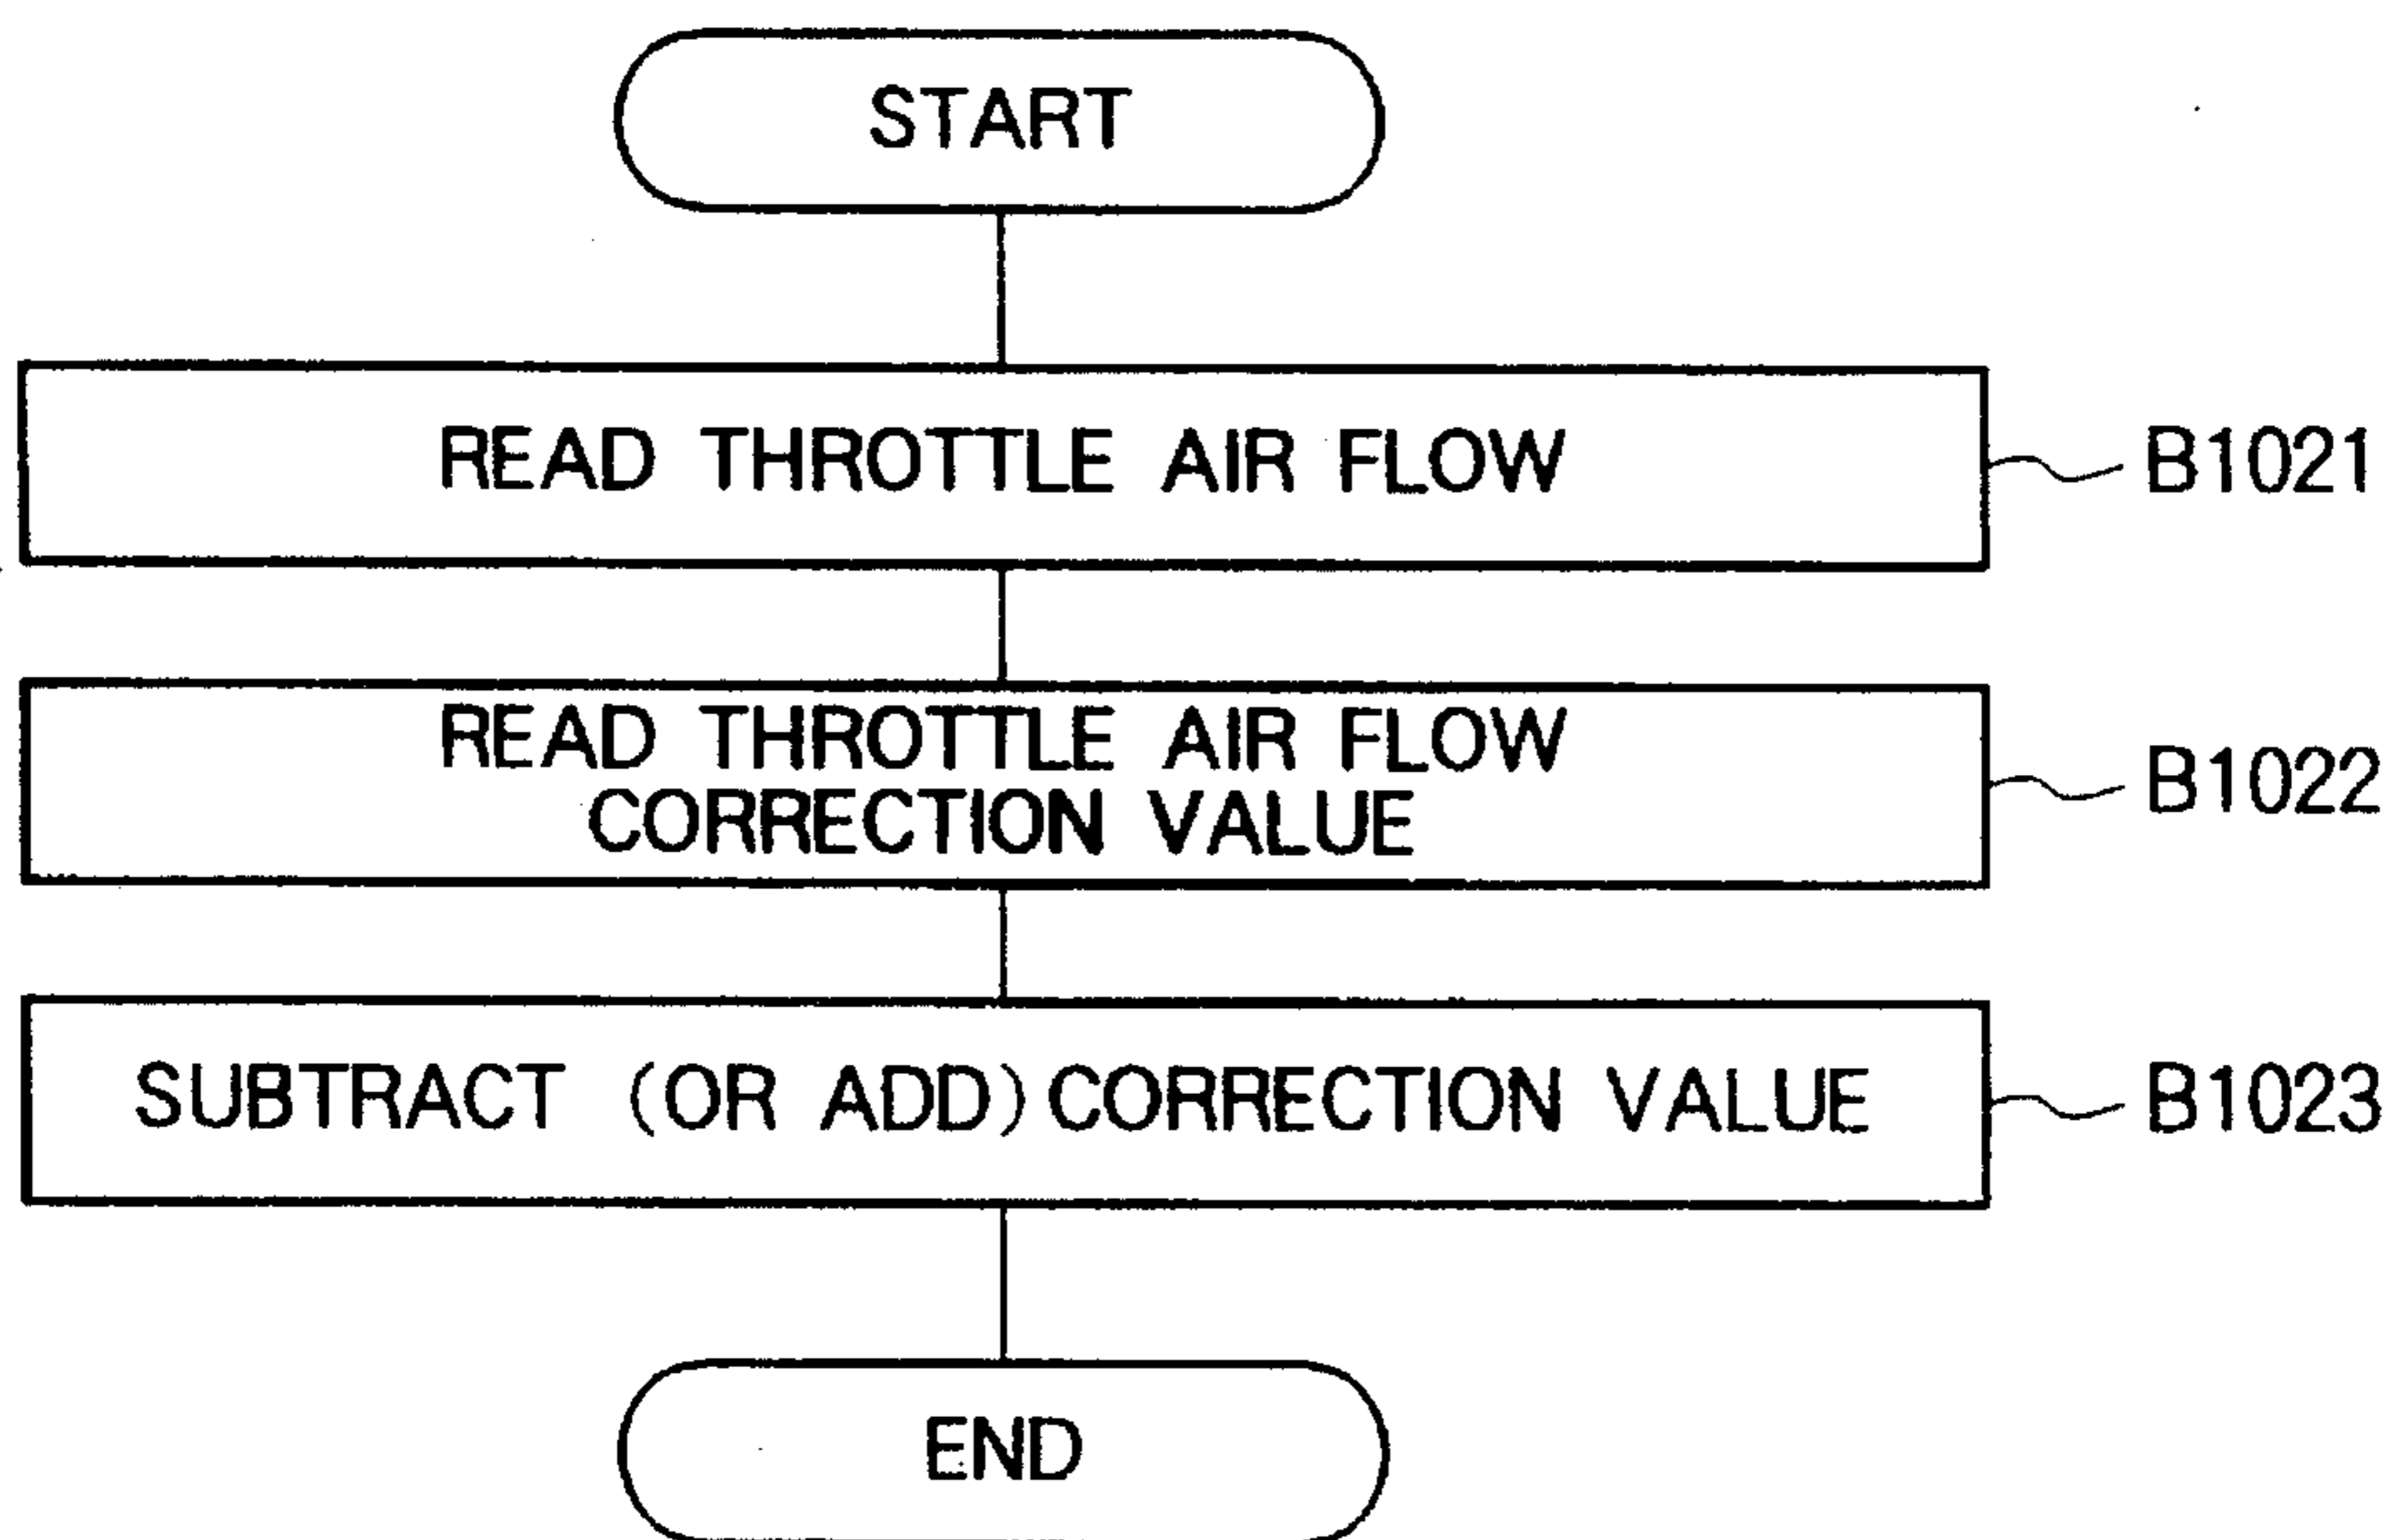 START
READ THROTTLE AIR FLOW
B1021
READ THROTTLE AIR FLOW
CORRECTION VALUE
B1022
SUBTRACT (OR ADD) CORRECTION VALUE
B1023
END